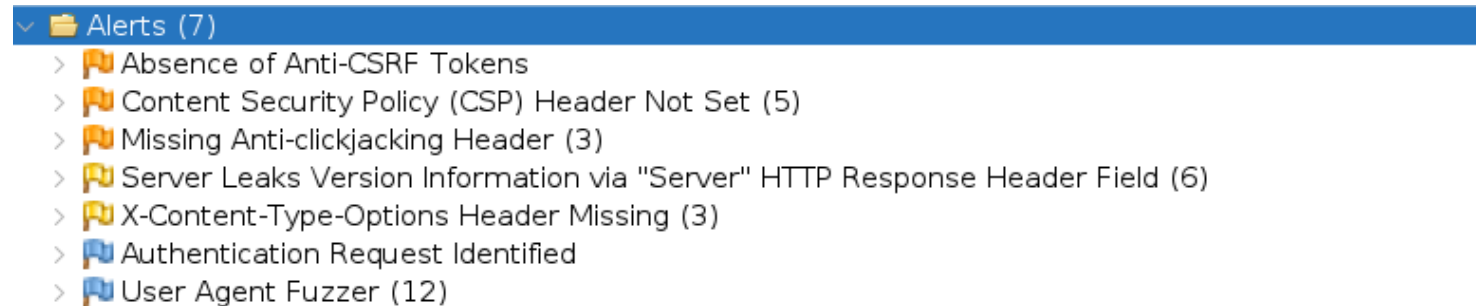 Alerts (7)
Absence of Anti-CSRF Tokens
Content Security Policy (CSP) Header Not Set (5)
Missing Anti-clickjacking Header (3)
Server Leaks Version Information via "Server" HTTP Response Header Field (6)
X-Content-Type-Options Header Missing (3)
Authentication Request Identified
User Agent Fuzzer (12)